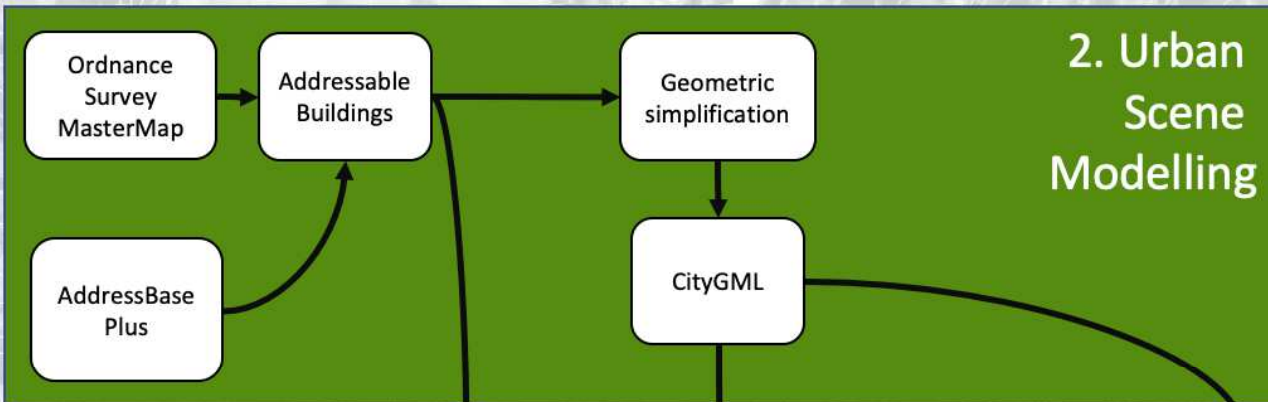 Ordnance
Survey
MasterMap
Addressable
Buildings
Geometric
simplification
2. Urban
Scene
Modelling
AddressBase
Plus
CityGML